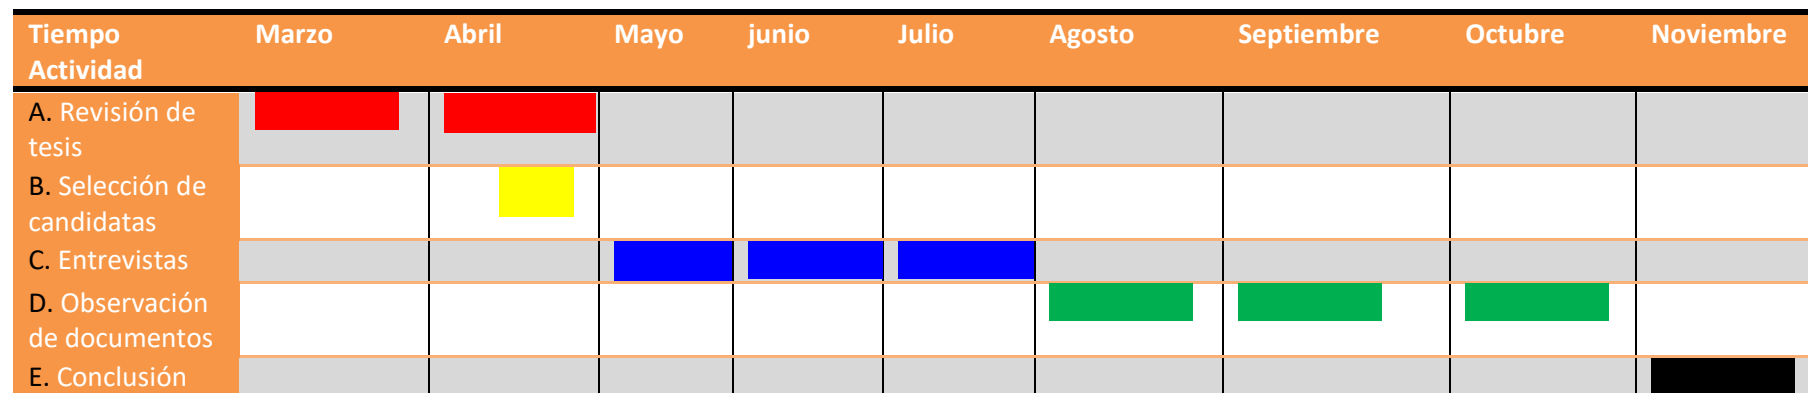 Tiempo Marzo Abril Mayo junio Julio Agosto Septiembre Octubre Noviembre
Actividad
A. Revisión de
tesis
B. Selección de
candidatas
C. Entrevistas
D. Observación
de documentos
E. Conclusión